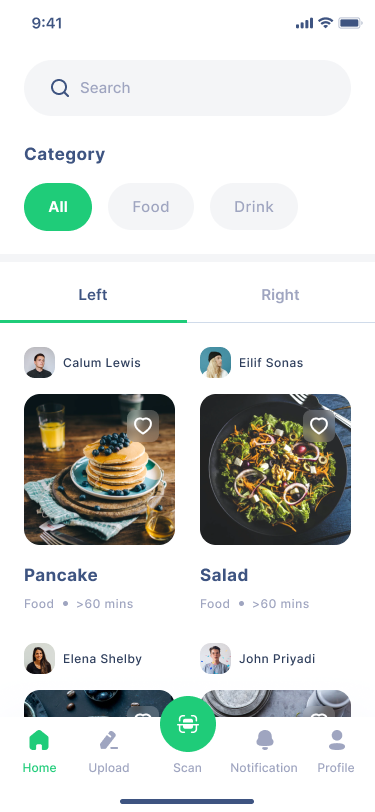 9:41
Search
Category
All Food Drink
Left Right
Calum Lewis Eilif Sonas
Pancake Salad
Food • >60 mins Food • >60 mins
Elena Shelby John Priyadi
Home Upload Scan Notification Profile